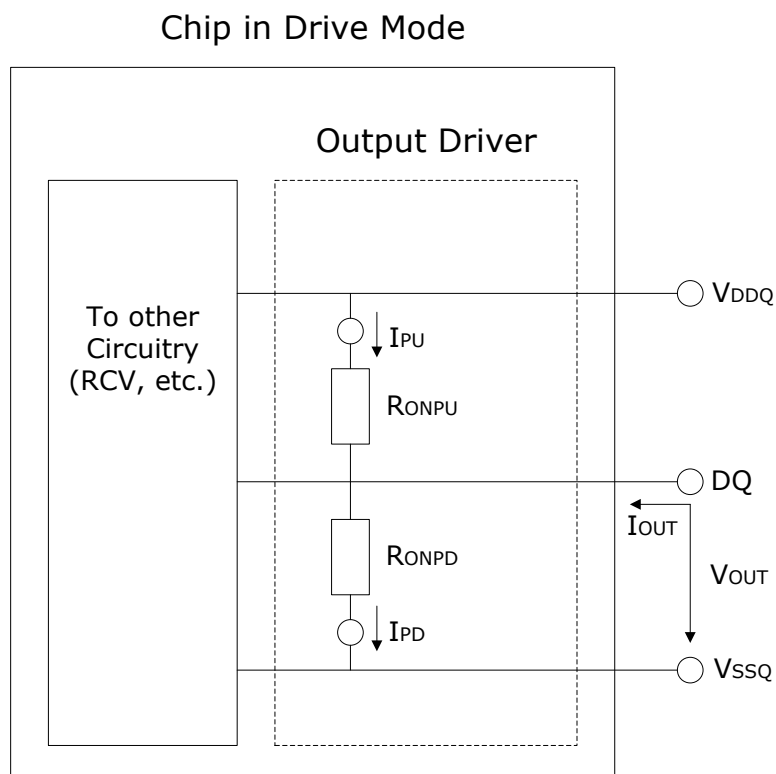 Chip in Drive Mode
Output Driver
To other
Circuitry
(RCV, etc.)
VDDQ
IPU
RONPU
DQ
IOUT
RONPD
VOUT
IPD
VSSQ